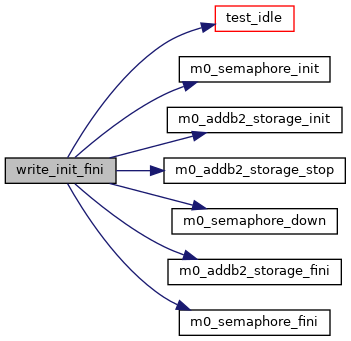 test_idle
m0_semaphore_init
m0_addb2_storage_init
write_init_fini
m0_addb2_storage_stop
m0_semaphore_down
m0_addb2_storage_fini
m0_semaphore_fini